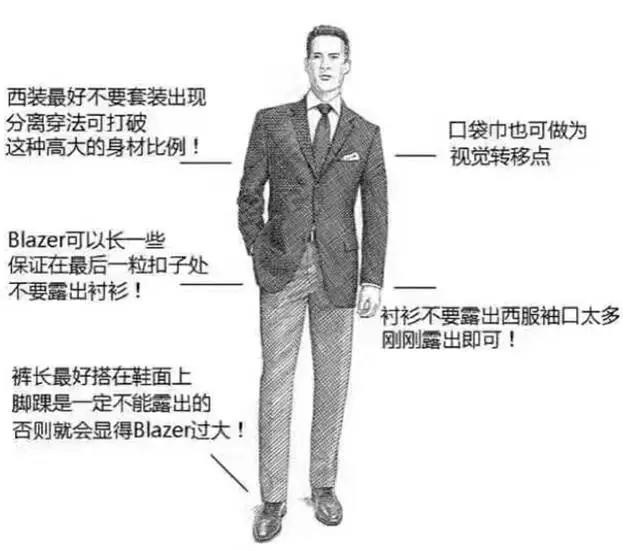 西装最好不要套装出现
分离穿法可打破
这种高大的身材比例！
口袋巾也可做为
视觉转移点
Blazer可以长一些
保证在最后一粒扣子处
不要露出衬衫！
衬衫不要露出西服袖口太多
刚刚露出即可！
裤长最好搭在鞋面上
脚踝是一定不能露出的
否则就会显得Blazer过大！